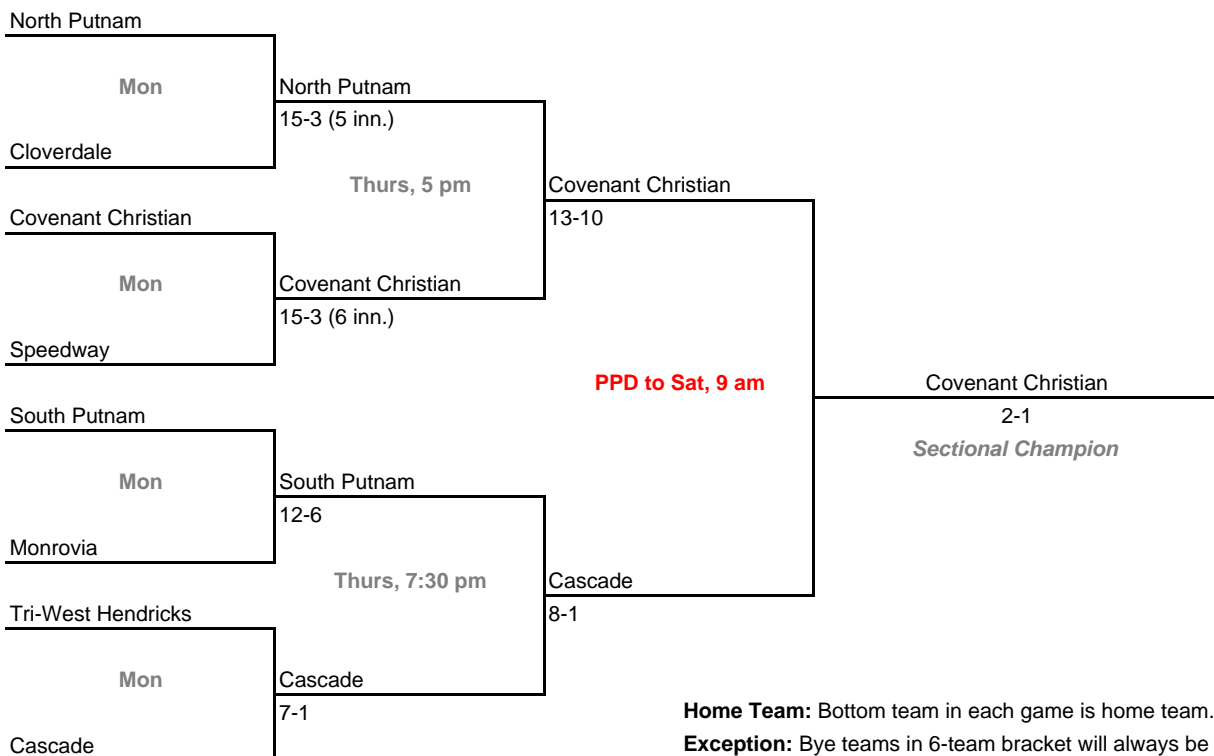 North Putnam
Mon
North Putnam
15-3 (5 inn.)
Cloverdale
Thurs, 5 pm
Covenant Christian
13-10
Covenant Christian
Mon
Covenant Christian
15-3 (6 inn.)
Speedway
PPD to Sat, 9 am
Covenant Christian
2-1
Sectional Champion
South Putnam
Mon
South Putnam
12-6
Monrovia
Thurs, 7:30 pm
Cascade
8-1
Tri-West Hendricks
Mon
Cascade
7-1
Cascade
Home Team: Bottom team in each game is home team.
Exception: Bye teams in 6-team bracket will always be